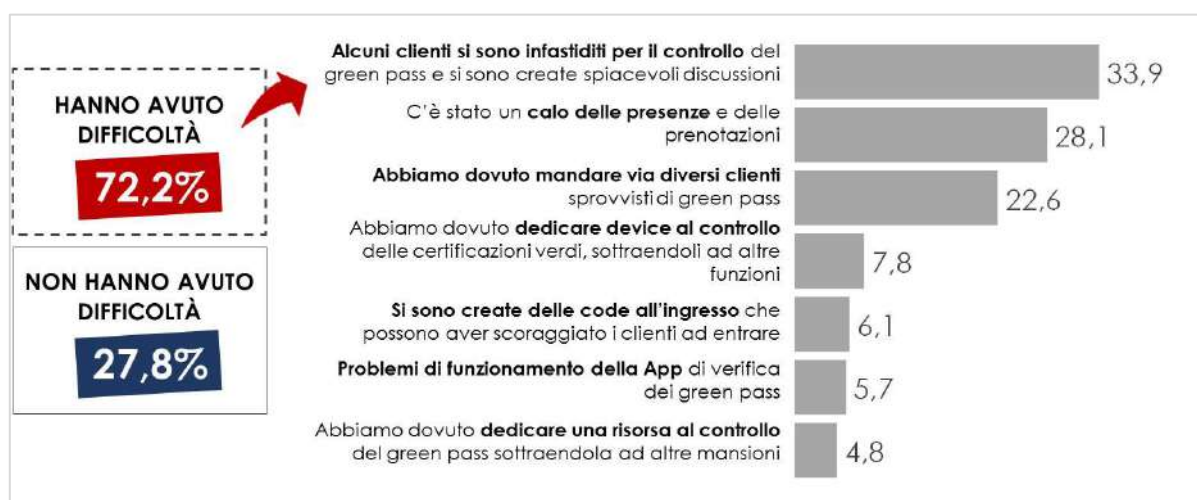 HANNO AVUTO
DIFFICOLTÀ
72,2%
NON HANNO AVUTO
DIFFICOLTÀ
27,8%
Alcuni clienti si sono infastiditi per il controllo del
green pass e si sono create spiacevoli discussioni
33,9
C'è stato un calo delle presenze e delle
prenotazioni
28,1
Abbiamo dovuto mandare via diversi clienti
sprovvisti di green pass
22,6
Abbiamo dovuto dedicare device al controllo
delle certificazioni verdi, sottraendoli ad altre
funzioni
7,8
Si sono create delle code all'ingresso che
possono aver scoraggiato i clienti ad entrare
6,1
Problemi di funzionamento della App di verifica
dei green pass
5,7
Abbiamo dovuto dedicare una risorsa al controllo
del green pass sottraendola ad altre mansioni
4,8